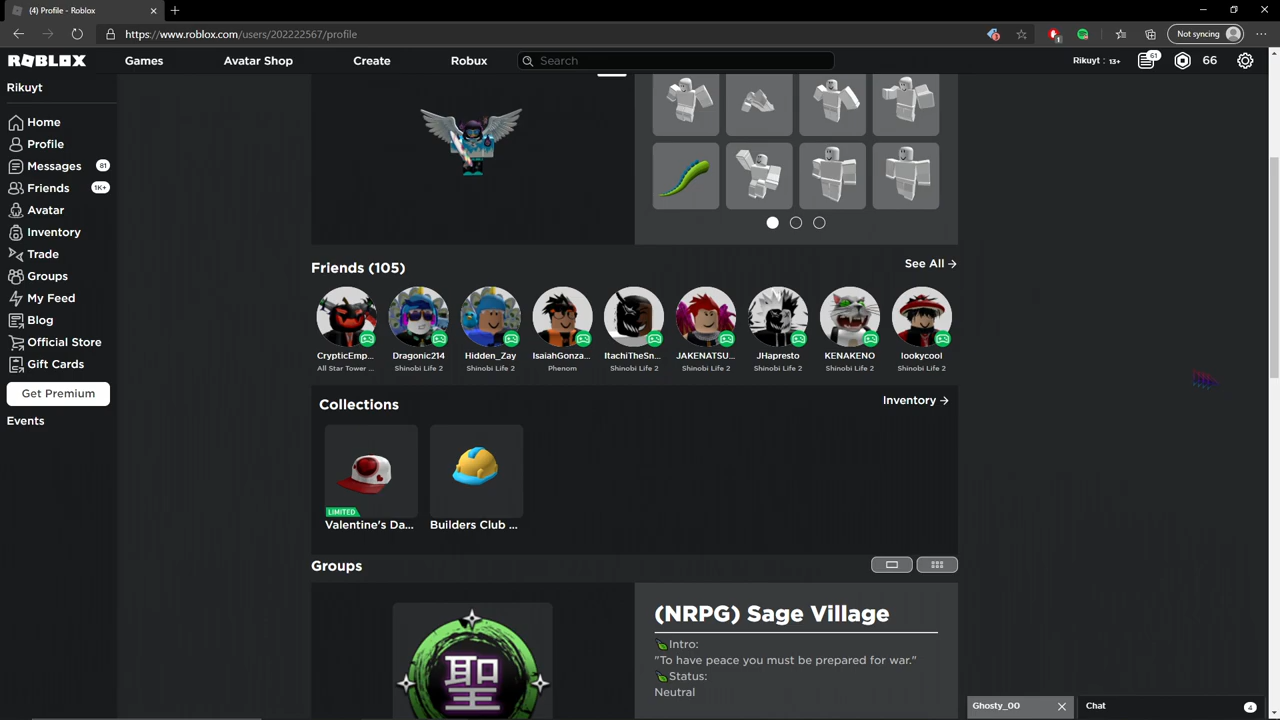 (4) Profile - Roblox
https://www.roblox.com/users/202222567/profile
1
Not syncing
ROBLOX
Games
Avatar Shop
Create
Robux
Search
Rikuyt : 13+
61
66
Rikuyt
Home
Profile
Messages 81
Friends 1K+
Avatar
Inventory
Trade
Groups
My Feed
Blog
Official Store
Gift Cards
Get Premium
Events
Friends (105)
See All →
CrypticEmp...
Dragonic214
Hidden_Zay
IsaiahGonza...
ItachiTheSn...
JAKENATSU...
JHapresto
KENAKENO
lookycool
All Star Tower ...
Shinobi Life 2
Shinobi Life 2
Phenom
Shinobi Life 2
Shinobi Life 2
Shinobi Life 2
Shinobi Life 2
Shinobi Life 2
Collections
Inventory →
LIMITED
Valentine's Da...
Builders Club ...
Groups
聖
(NRPG) Sage Village
Intro:
"To have peace you must be prepared for war."
Status:
Neutral
Ghosty_00
Chat
4